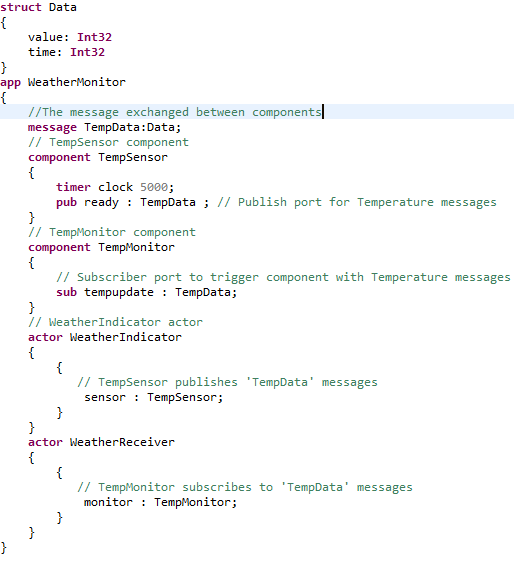 struct Data
{
    value: Int32
    time: Int32
}
app WeatherMonitor
{
    //The message exchanged between components
    message TempData:Data;
    // TempSensor component
    component TempSensor
    {
        timer clock 5000;
        pub ready : TempData ; // Publish port for Temperature messages
    }
    // TempMonitor component
    component TempMonitor
    {
        // Subscriber port to trigger component with Temperature messages
        sub tempupdate : TempData;
    }
    // WeatherIndicator actor
    actor WeatherIndicator
    {
        {
           // TempSensor publishes 'TempData' messages
            sensor : TempSensor;
        }
    }
    actor WeatherReceiver
    {
        {
           // TempMonitor subscribes to 'TempData' messages
            monitor : TempMonitor;
        }
    }
}